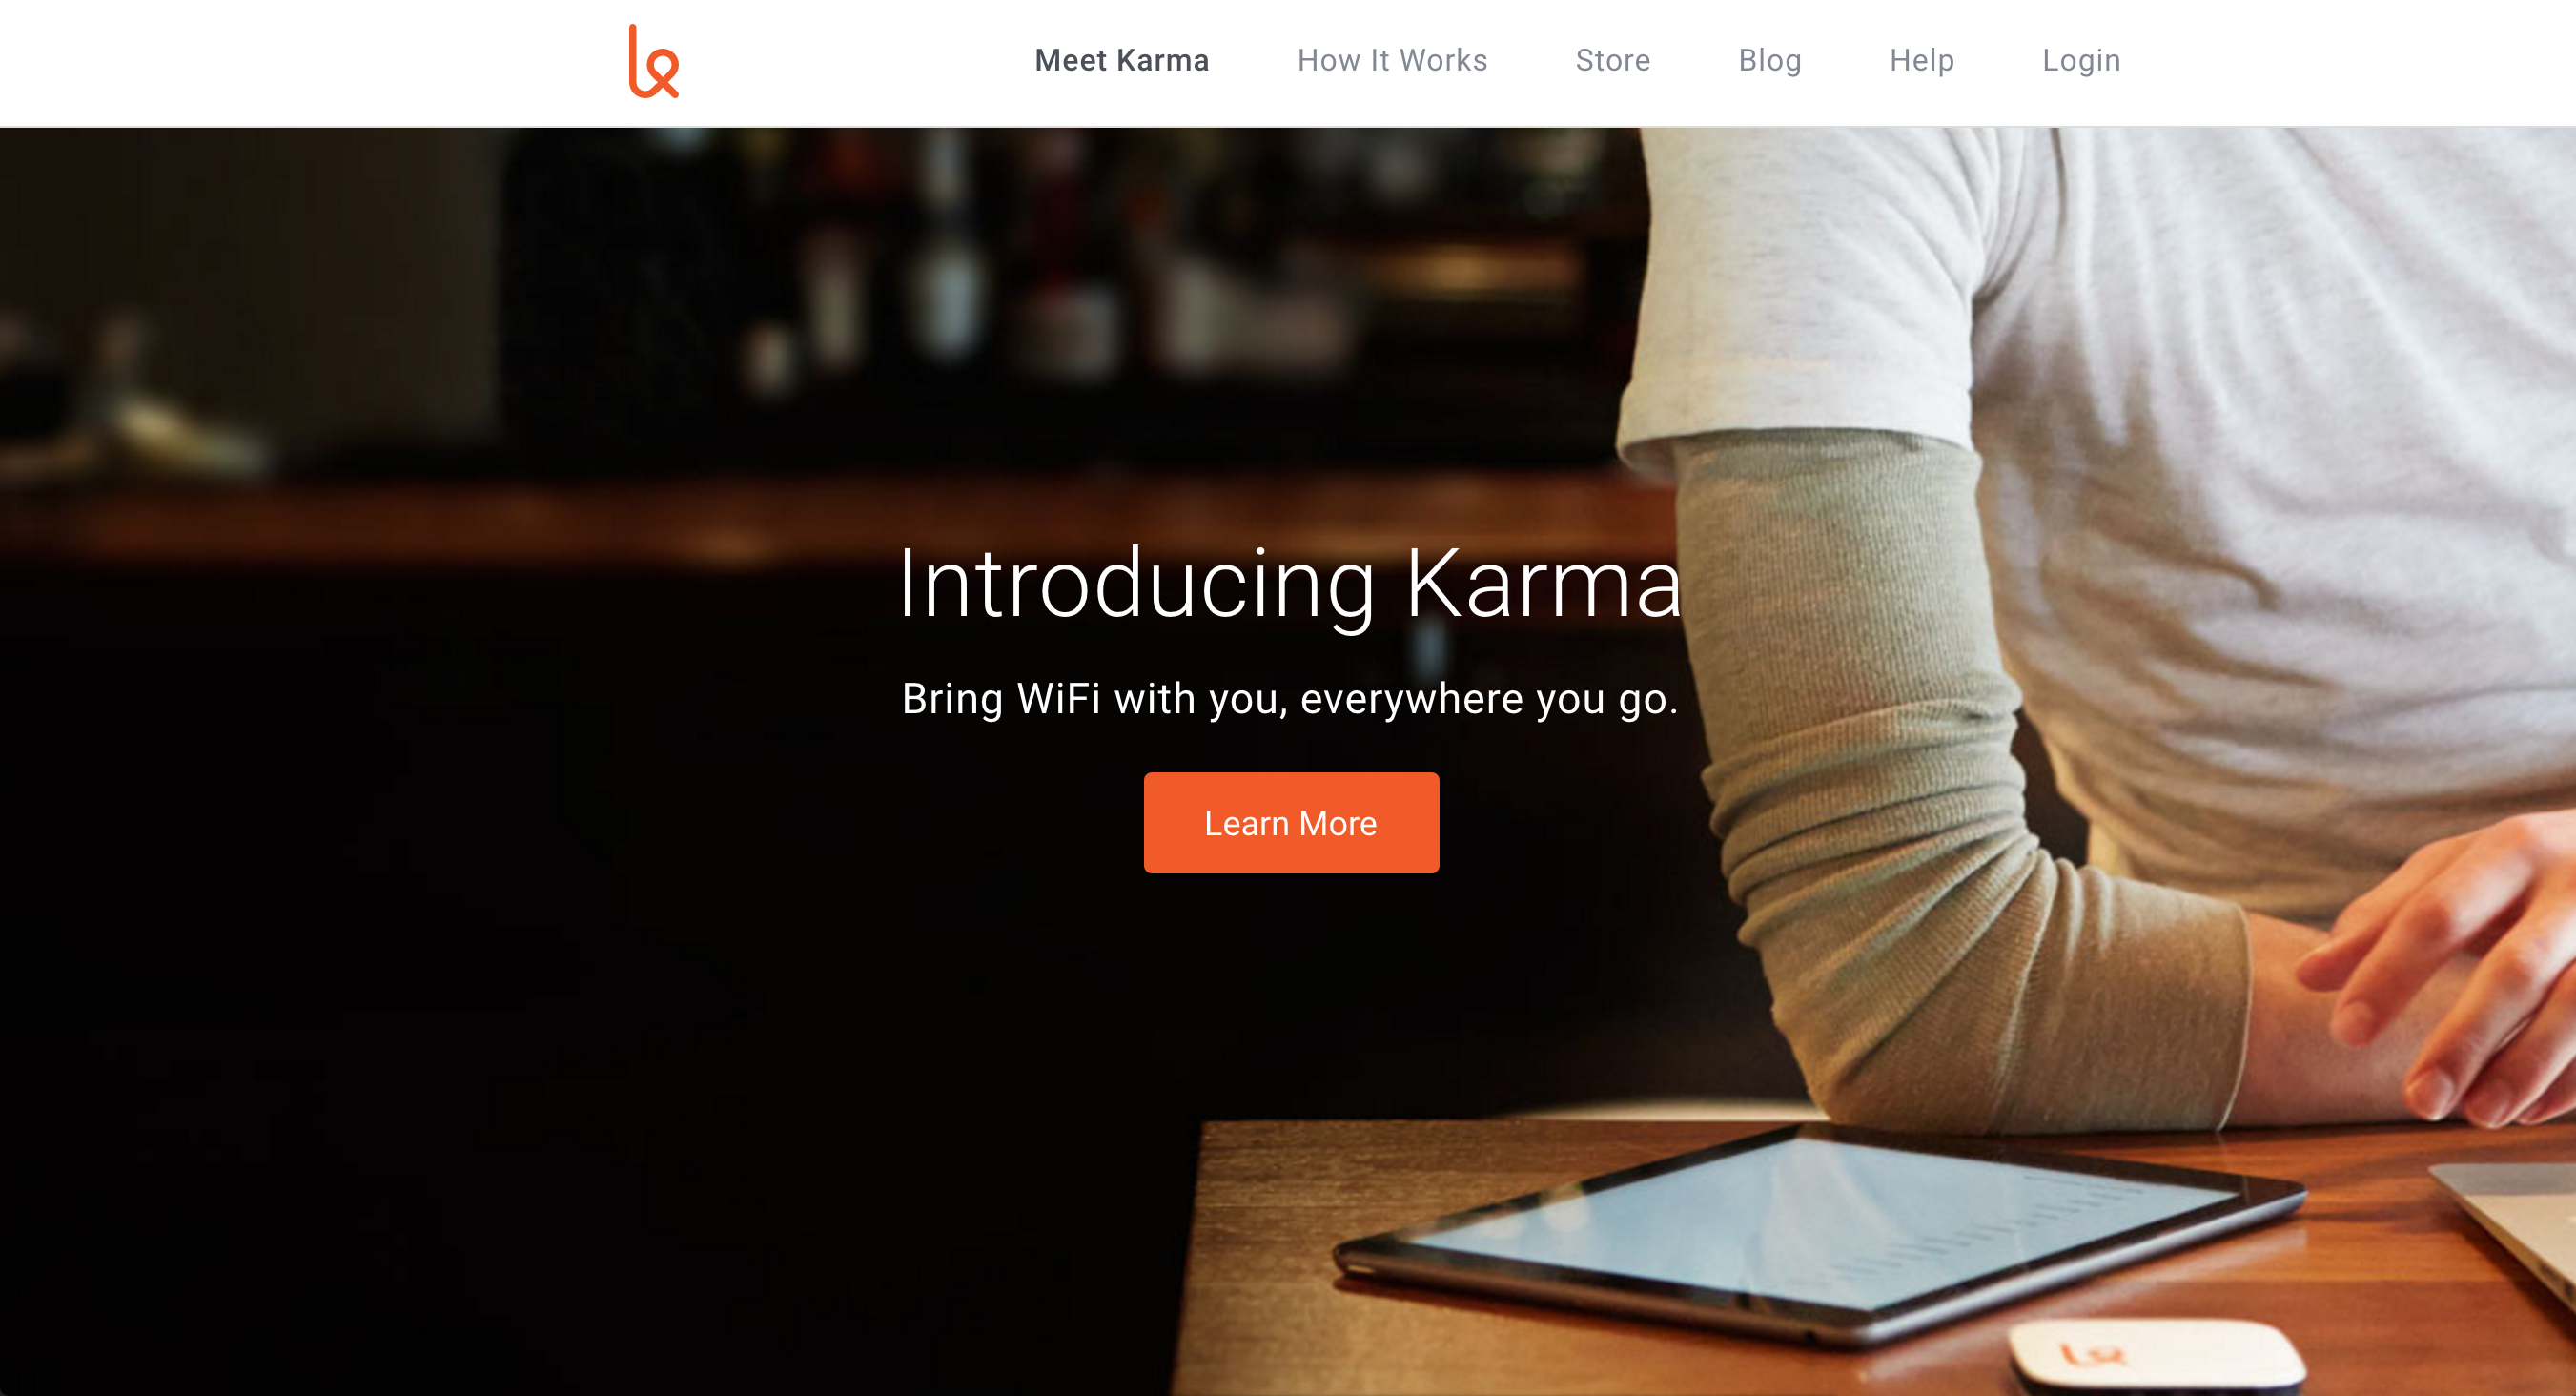 Meet Karma
How It Works
Store
Blog
Help
Login
Introducing Karma
Bring WiFi with you, everywhere you go.
Learn More